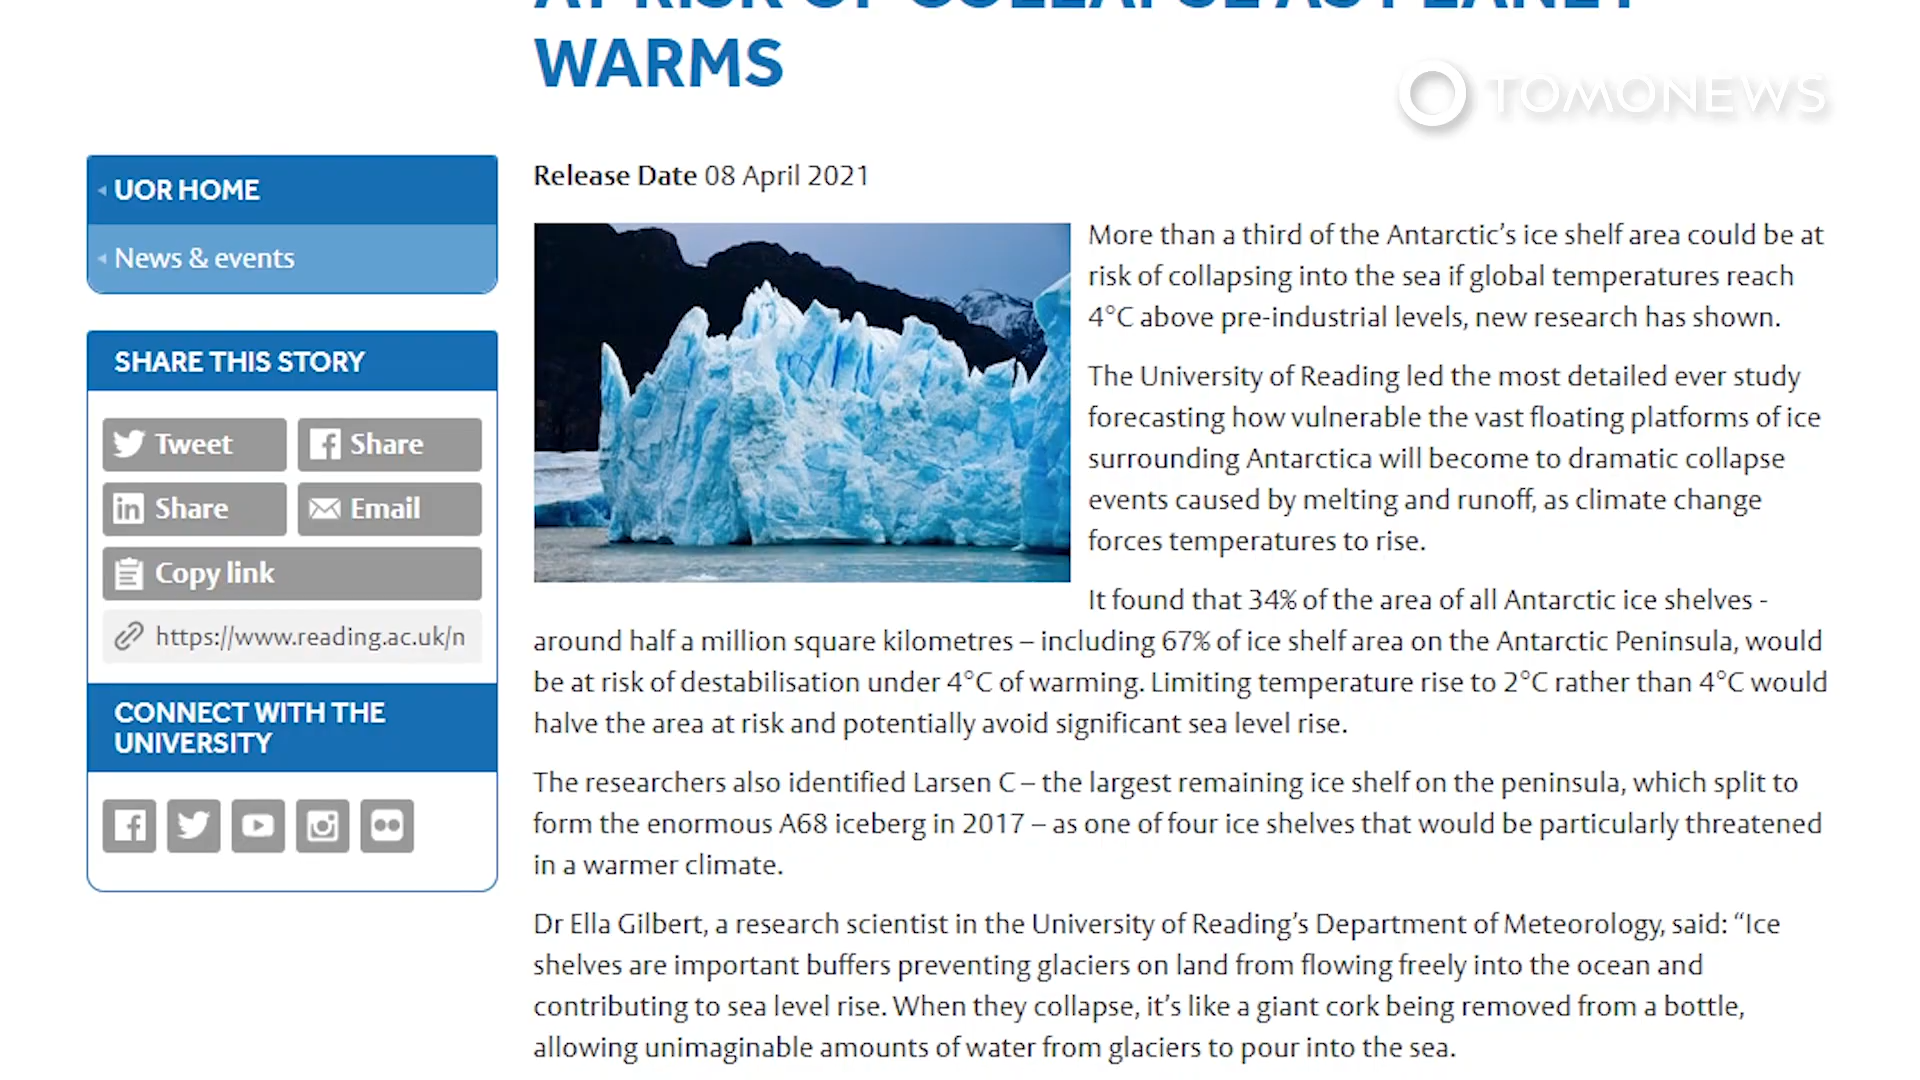 AT RISK OF COLLAPSE AS PLANET
WARMS
TOMONEWS
UOR HOME
News & events
SHARE THIS STORY
Tweet
Share
Share
Email
Copy link
https://www.reading.ac.uk/n
CONNECT WITH THE
UNIVERSITY
Release Date 08 April 2021
More than a third of the Antarctic’s ice shelf area could be at
risk of collapsing into the sea if global temperatures reach
4°C above pre-industrial levels, new research has shown.
The University of Reading led the most detailed ever study
forecasting how vulnerable the vast floating platforms of ice
surrounding Antarctica will become to dramatic collapse
events caused by melting and runoff, as climate change
forces temperatures to rise.
It found that 34% of the area of all Antarctic ice shelves -
around half a million square kilometres – including 67% of ice shelf area on the Antarctic Peninsula, would
be at risk of destabilisation under 4°C of warming. Limiting temperature rise to 2°C rather than 4°C would
halve the area at risk and potentially avoid significant sea level rise.
The researchers also identified Larsen C – the largest remaining ice shelf on the peninsula, which split to
form the enormous A68 iceberg in 2017 – as one of four ice shelves that would be particularly threatened
in a warmer climate.
Dr Ella Gilbert, a research scientist in the University of Reading’s Department of Meteorology, said: “Ice
shelves are important buffers preventing glaciers on land from flowing freely into the ocean and
contributing to sea level rise. When they collapse, it’s like a giant cork being removed from a bottle,
allowing unimaginable amounts of water from glaciers to pour into the sea.